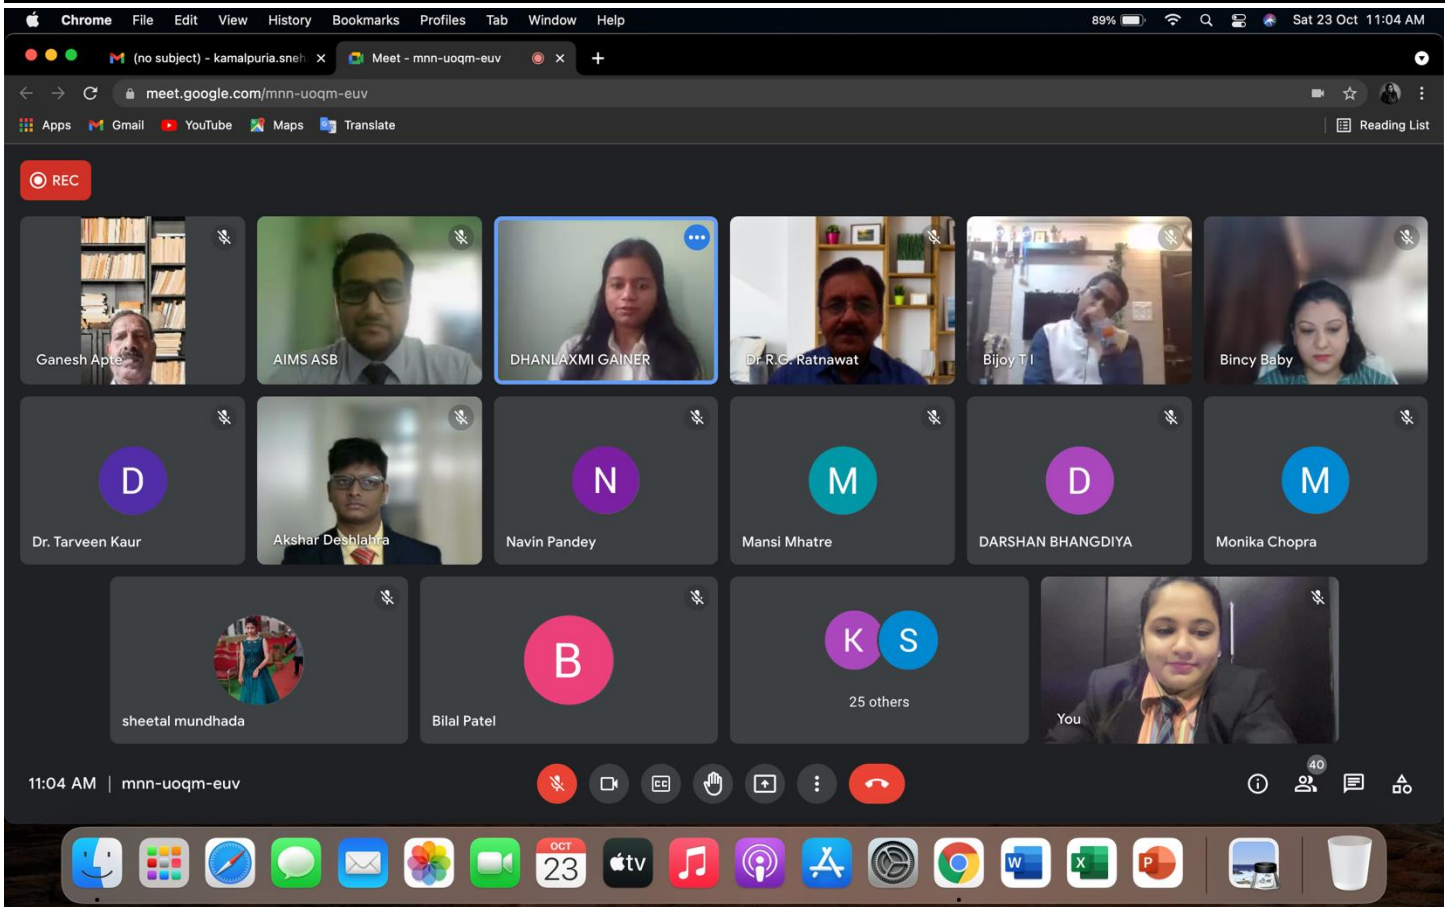 Chrome File Edit View History Bookmarks Profiles Tab Window Help 89% Sat 23 Oct 11:04 AM
(no subject) - kamalpuria.sneh Meet - mnn-uoqm-euv
meet.google.com/mnn-uoqm-euv
Apps Gmail YouTube Maps Translate Reading List
REC
Ganesh Apte AIMS ASB DHANLAXMI GAINER Dr R.G. Ratnawat Bijoy T I Bincy Baby
D N M D M
Dr. Tarveen Kaur Akshar Deshlahra Navin Pandey Mansi Mhatre DARSHAN BHANGDIYA Monika Chopra
B K S
25 others
sheetal mundhada Bilal Patel You
11:04 AM | mnn-uoqm-euv CC 40
OCT
23 tv W X P